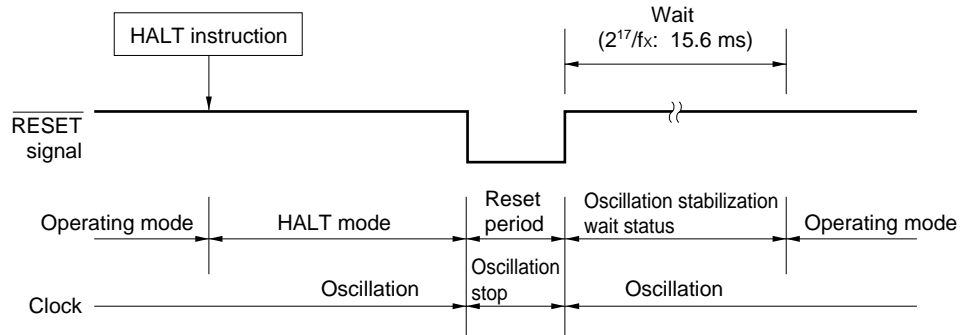 Wait
(2¹⁷/fx: 15.6 ms)
HALT instruction
RESET
signal
Reset
period
Oscillation stabilization
wait status
Operating mode
HALT mode
Operating mode
Oscillation
stop
Clock
Oscillation
Oscillation